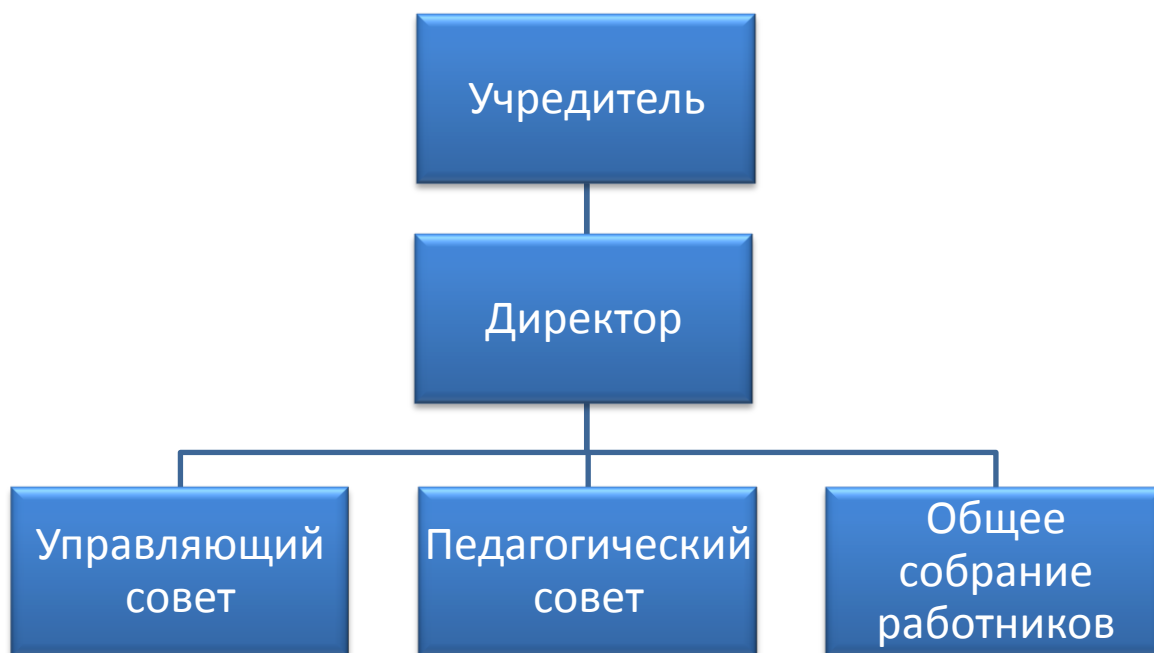 Учредитель
Директор
Управляющий
совет
Педагогический
совет
Общее
собрание
работников